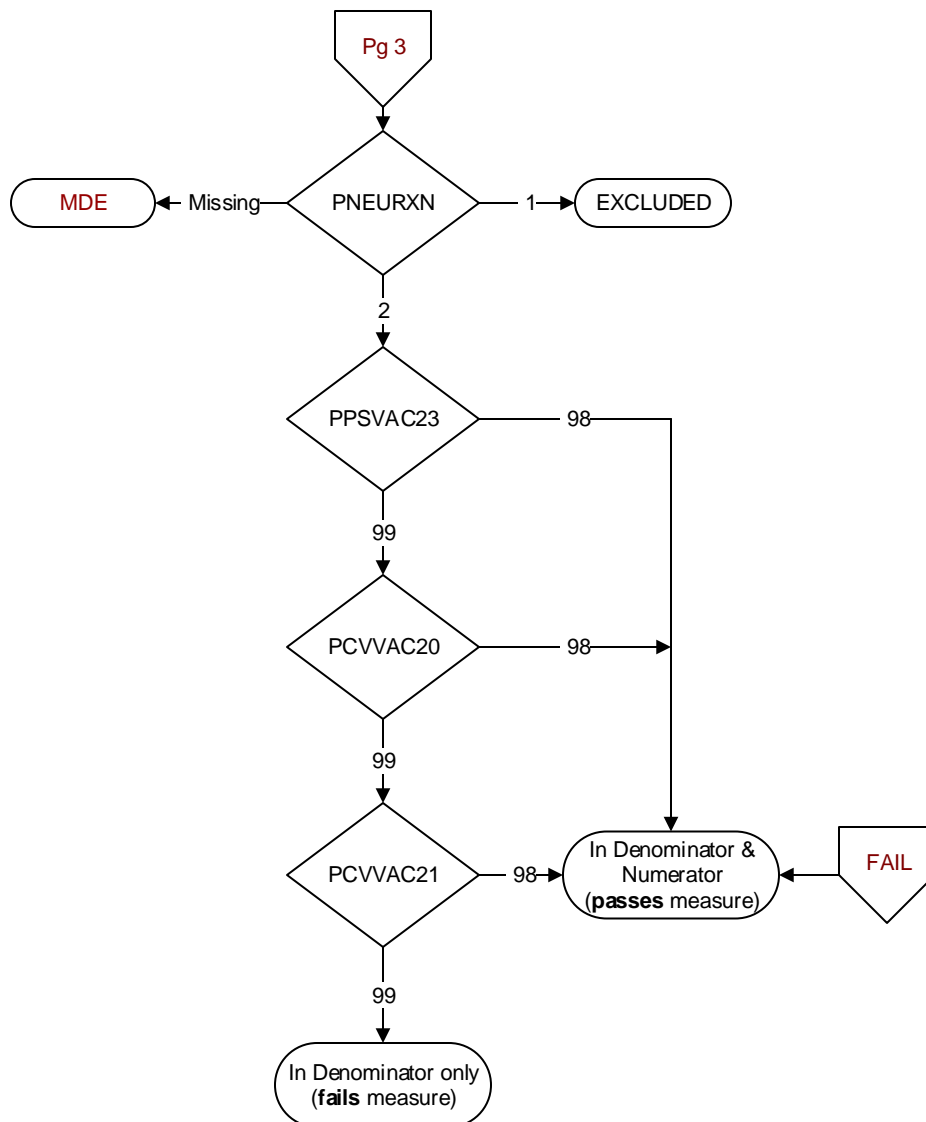 Pg 3
MDE
Missing
PNEURXN
1
EXCLUDED
2
PPSVAC23
98
99
PCVVAC20
98
99
PCVVAC21
98
In Denominator &
Numerator
(passes measure)
FAIL
99
In Denominator only
(fails measure)